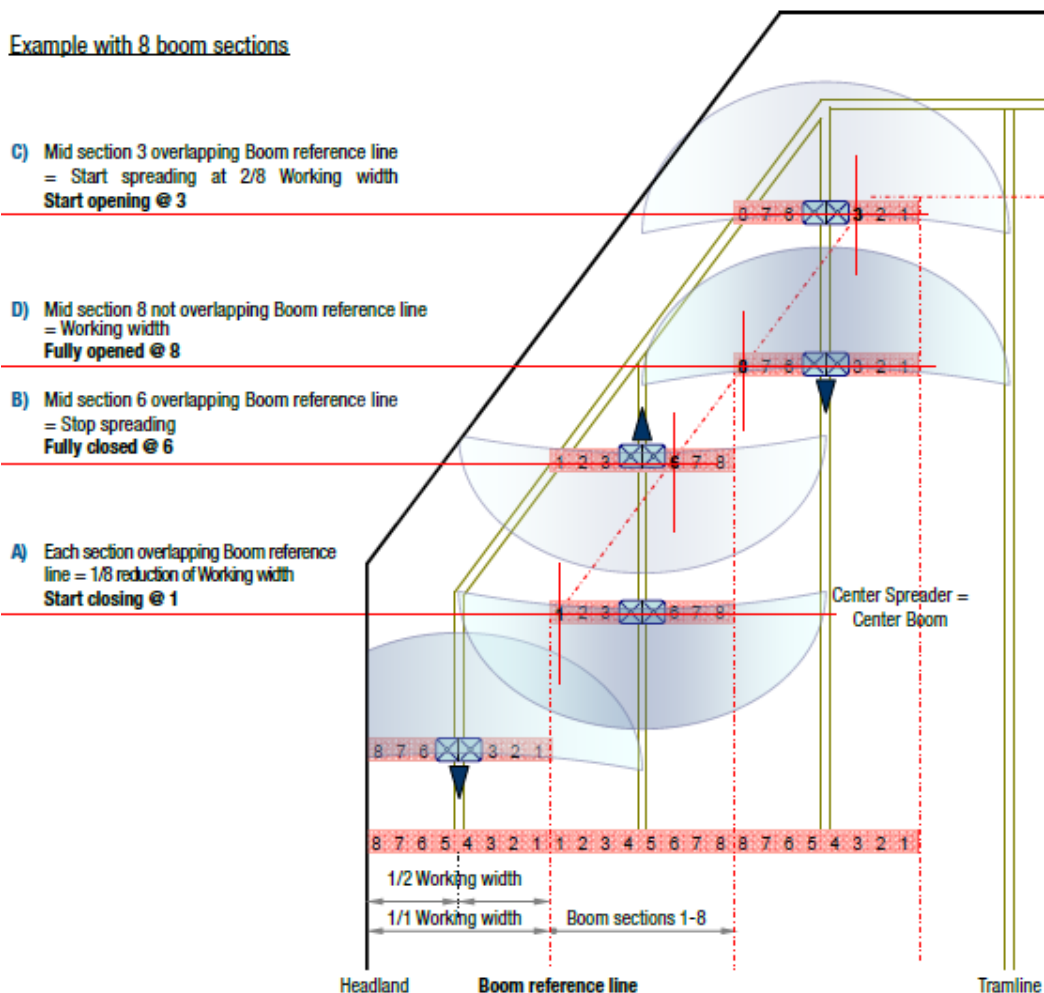 Example with 8 boom sections
C) Mid section 3 overlapping Boom reference line
= Start spreading at 2/8 Working width
Start opening @ 3
8 7 6 3 2 1
D) Mid section 8 not overlapping Boom reference line
= Working width
Fully opened @ 8
8 7 6 3 2 1
B) Mid section 6 overlapping Boom reference line
= Stop spreading
Fully closed @ 6
1 2 3 6 7 8
A) Each section overlapping Boom reference
line = 1/8 reduction of Working width
Start closing @ 1
1 2 3 6 7 8
Center Spreader =
Center Boom
8 7 6 3 2 1
8 7 6 5 4 3 2 1 1 2 3 4 5 6 7 8 8 7 6 5 4 3 2 1
1/2 Working width
1/1 Working width
Boom sections 1-8
Headland
Boom reference line
Tramline